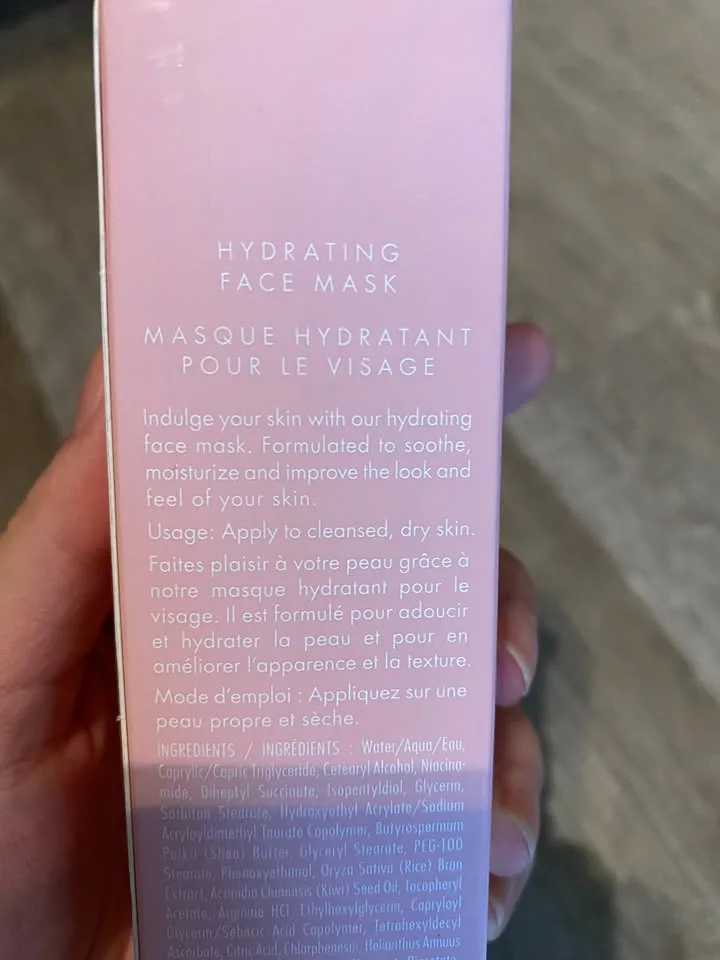 HYDRATING
FACE MASK
MASQUE HYDRATANT
POUR LE VISAGE
Indulge your skin with our hydrating
face mask. Formulated to soothe,
moisturize and improve the look and
feel of your skin.
Usage: Apply to cleansed, dry skin.
Faites plaisir à votre peau grâce à
notre masque hydratant pour le
visage. Il est formulé pour adoucir
et hydrater la peau et pour en
améliorer l'apparence et la texture.
Mode d'emploi : Appliquez sur une
peau propre et sèche.
INGREDIENTS / INGRÉDIENTS : Water/Aqua/Eau,
Caprylic/Capric Triglyceride, Cetearyl Alcohol, Niacina-
mide, Diheptyl Succinate, Isopentyldiol, Glycerin,
Sorbitan Stearate, Hydroxyethyl Acrylate/Sodium
Acryloyldimethyl Taurate Copolymer, Butyrospermum
Parkii (Shea) Butter, Glyceryl Stearate, PEG-100
Stearate, Phenoxyethanol, Oryza Sativa (Rice) Bran
Extract, Actinidia Chinensis (Kiwi) Seed Oil, Tocopheryl
Acetate, Arginine HCl, Ethylhexylglycerin, Capryloyl
Glycerin/Sebacic Acid Copolymer, Tetrahexyldecyl
Ascorbate, Citric Acid, Chlorphenesin, Helianthus Annuus